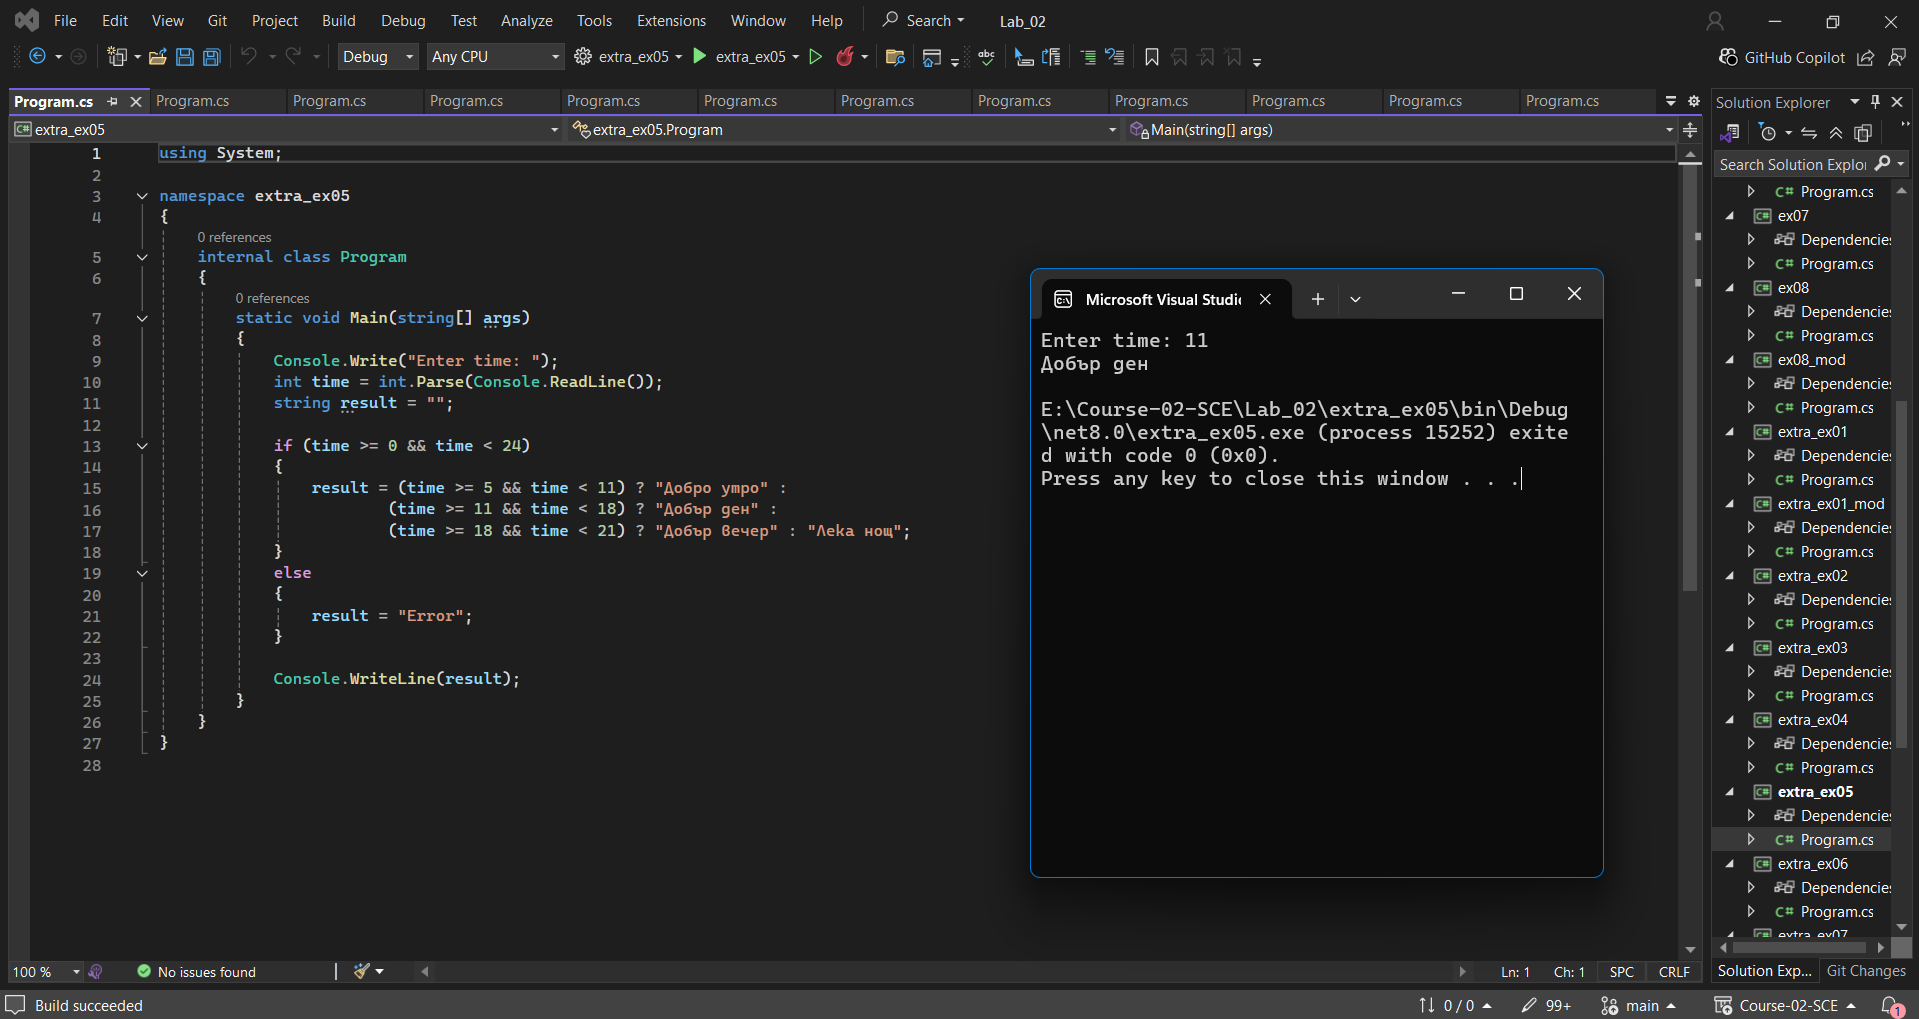 File Edit View Git Project Build Debug Test Analyze Tools Extensions Window Help Search Lab_02
Debug Any CPU extra_ex05 extra_ex05 GitHub Copilot
Program.cs Program.cs Program.cs Program.cs Program.cs Program.cs Program.cs Program.cs Program.cs Program.cs Program.cs Program.cs
extra_ex05 extra_ex05.Program Main(string[] args)
1 using System;
2
3 namespace extra_ex05
4 {
0 references
5 internal class Program
6 {
0 references
7 static void Main(string[] args)
8 {
9 Console.Write("Enter time: ");
10 int time = int.Parse(Console.ReadLine());
11 string result = "";
12
13 if (time >= 0 && time < 24)
14 {
15 result = (time >= 5 && time < 11) ? "Добро утро" :
16 (time >= 11 && time < 18) ? "Добър ден" :
17 (time >= 18 && time < 21) ? "Добър вечер" : "Лека нощ";
18 }
19 else
20 {
21 result = "Error";
22 }
23
24 Console.WriteLine(result);
25 }
26 }
27 }
28
Microsoft Visual Studi
Enter time: 11
Добър ден
E:\Course-02-SCE\Lab_02\extra_ex05\bin\Debug
\net8.0\extra_ex05.exe (process 15252) exite
d with code 0 (0x0).
Press any key to close this window . . .
Solution Explorer
Search Solution Explo
Program.cs
ex07
Dependencies
Program.cs
ex08
Dependencies
Program.cs
ex08_mod
Dependencies
Program.cs
extra_ex01
Dependencies
Program.cs
extra_ex01_mod
Dependencies
Program.cs
extra_ex02
Dependencies
Program.cs
extra_ex03
Dependencies
Program.cs
extra_ex04
Dependencies
Program.cs
extra_ex05
Dependencies
Program.cs
extra_ex06
Dependencies
Program.cs
extra_ex07
Solution Exp... Git Changes
100 % No issues found Ln: 1 Ch: 1 SPC CRLF
Build succeeded 0 / 0 99+ main Course-02-SCE 1